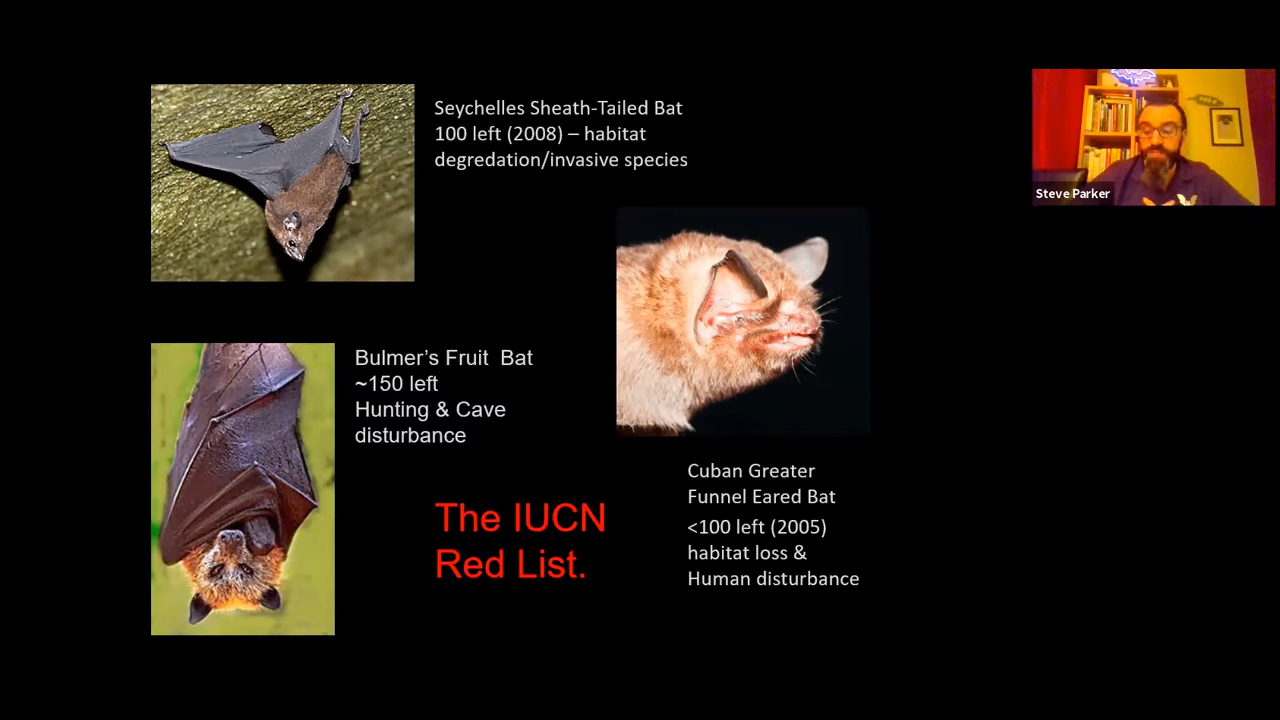 Seychelles Sheath-Tailed Bat
100 left (2008) – habitat
degredation/invasive species
Steve Parker
Bulmer’s Fruit  Bat
~150 left
Hunting & Cave
disturbance
Cuban Greater
Funnel Eared Bat
<100 left (2005)
habitat loss &
Human disturbance
The IUCN
Red List.